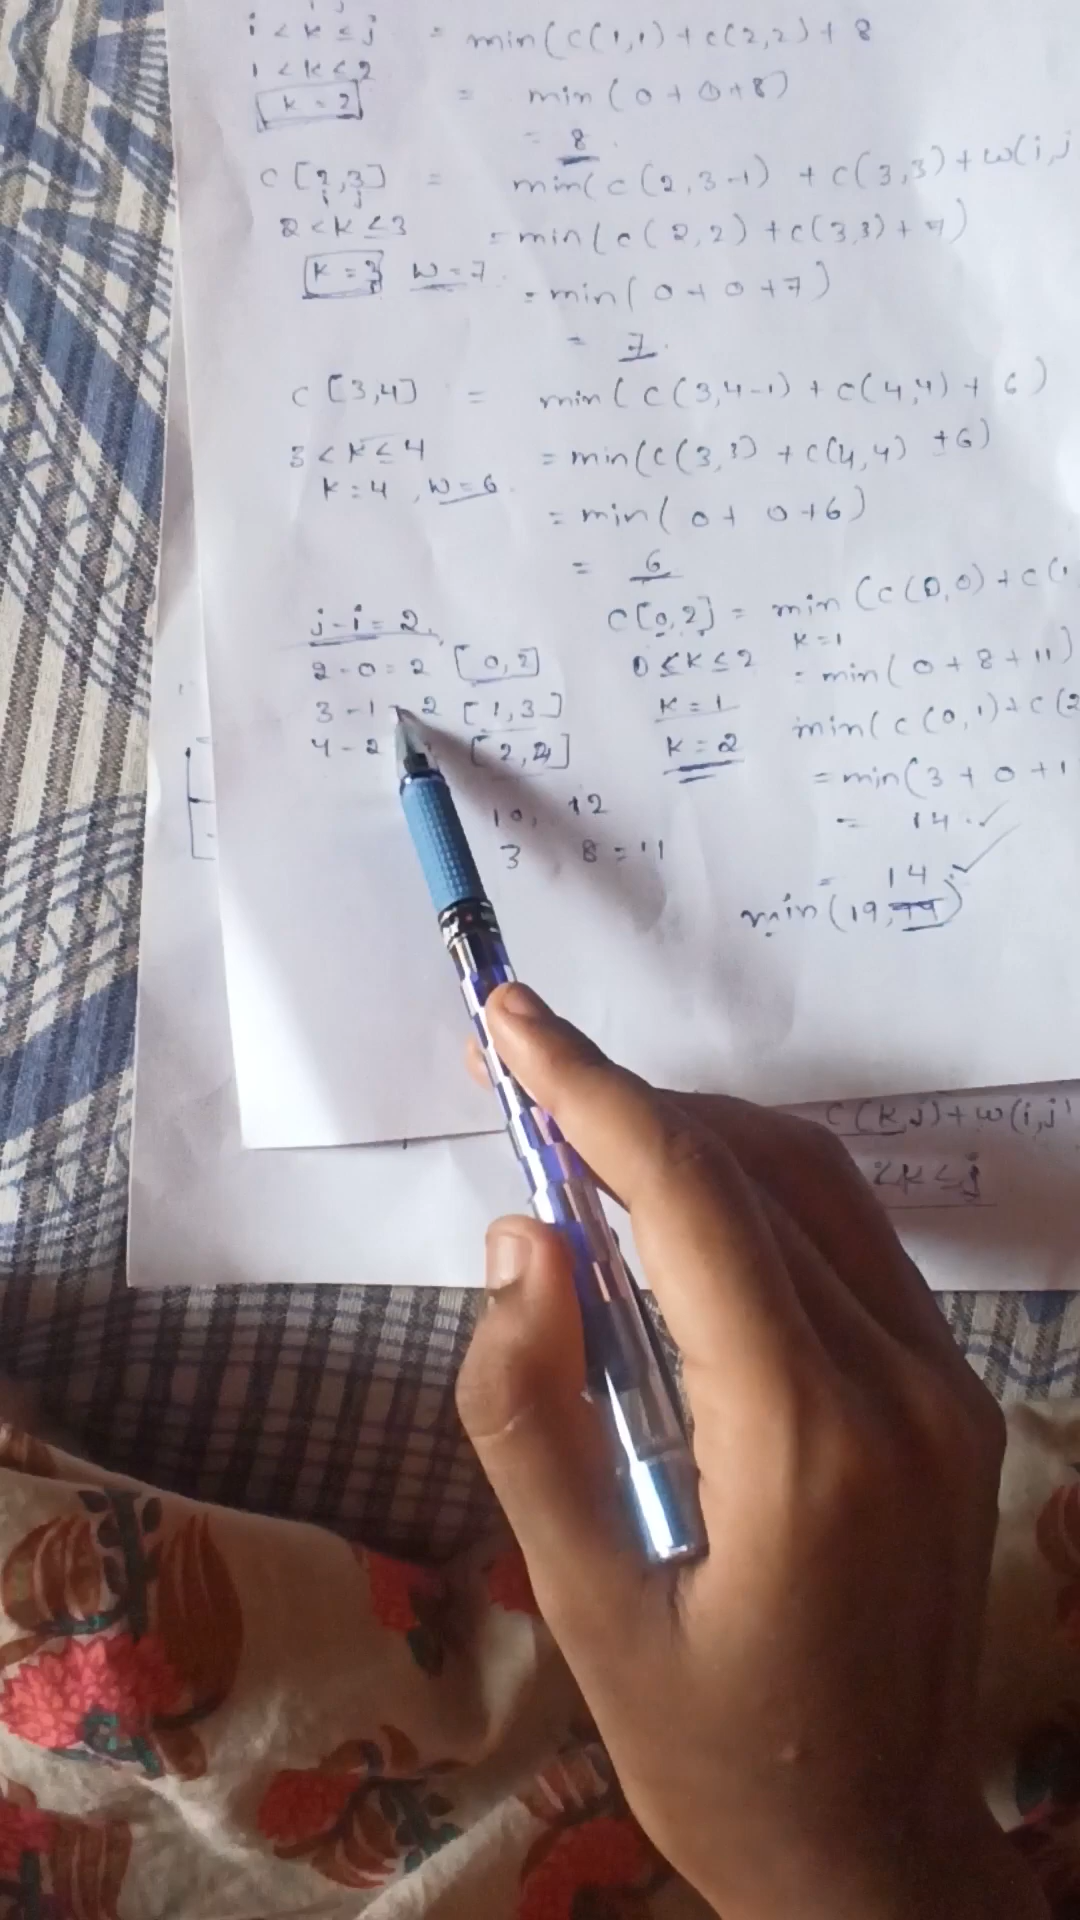 i j
i < k ≤ j = min(c(1,1) + c(2,2) + 8
1 < k ≤ 2
k = 2 = min(0 + 0 + 8)
= 8
c[2,3] = min(c(2,3-1) + c(3,3) + w(i,j
i j
2 < k ≤ 3 = min(c(2,2) + c(3,3) + 7)
k = 3 w = 7. = min(0 + 0 + 7)
= 7.
c[3,4] = min(c(3,4-1) + c(4,4) + 6)
3 < k ≤ 4 = min(c(3,3) + c(4,4) + 6)
k = 4, w = 6. = min(0 + 0 + 6)
= 6
j - i = 2.
2 - 0 = 2 [0,2]
3 - 1 = 2 [1,3]
4 - 2 [2,4]
c[0,2] = min(c(0,0) + c(1
k = 1
0 ≤ k ≤ 2 = min(0 + 8 + 11)
k = 1 min(c(0,1) + c(2
k = 2 = min(3 + 0 + 1
= 14. ✓
10, 12
3 8 = 11
= 14. ✓
min(19,
c(k,j) + w(i,j)
< k ≤ j